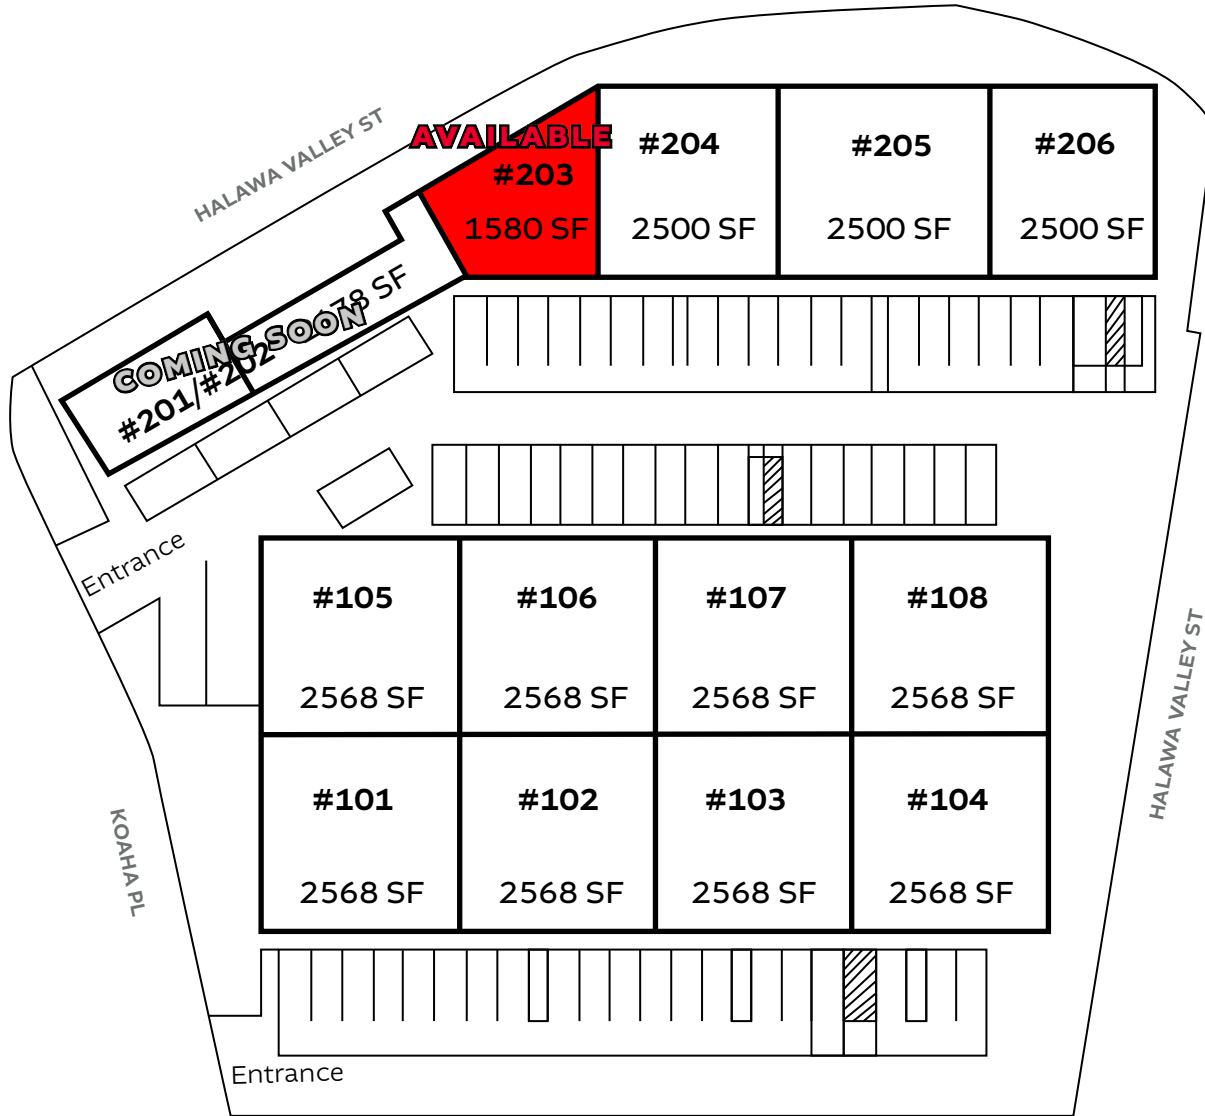 HALAWA VALLEY ST
AVAILABLE
#203
1580 SF
#204
2500 SF
#205
2500 SF
#206
2500 SF
COMING SOON
#201/#202
78 SF
Entrance
#105
2568 SF
#106
2568 SF
#107
2568 SF
#108
2568 SF
#101
2568 SF
#102
2568 SF
#103
2568 SF
#104
2568 SF
HALAWA VALLEY ST
KOAHA PL
Entrance